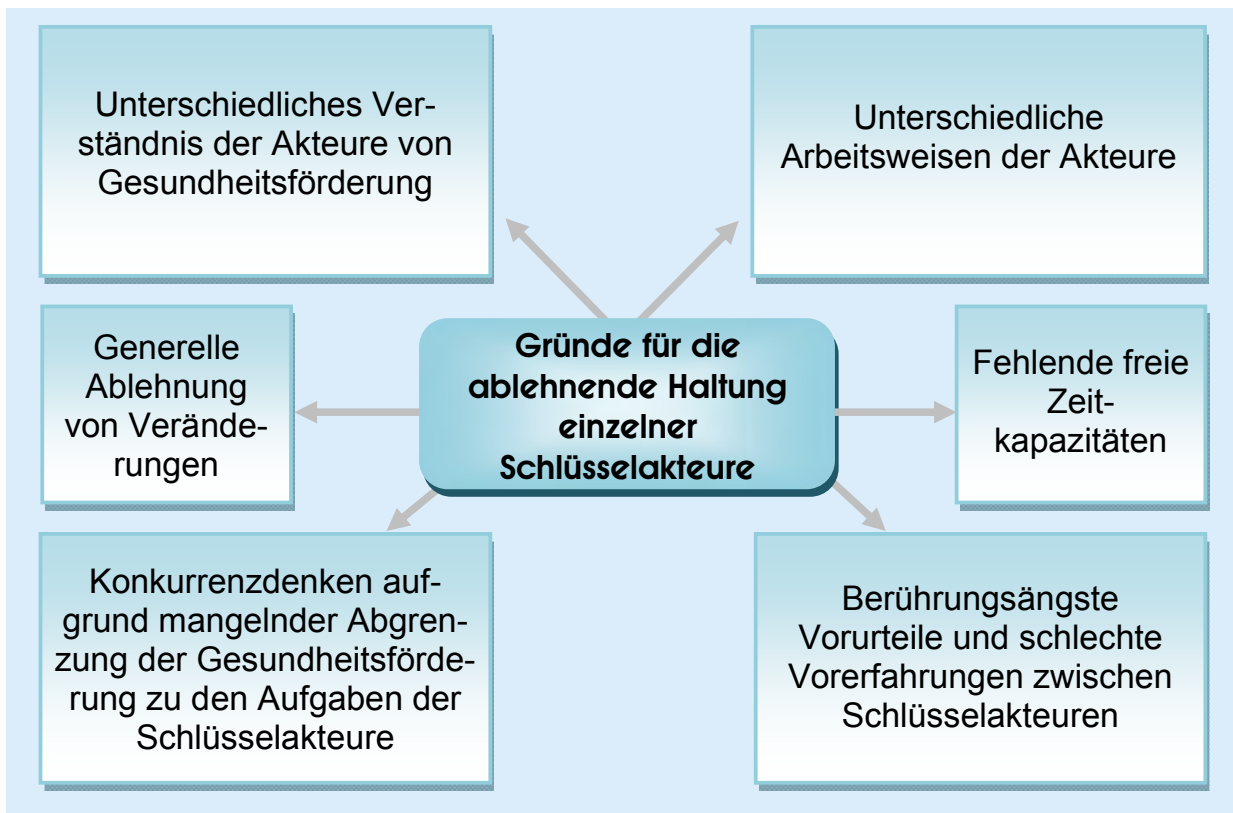 Unterschiedliches Ver-
ständnis der Akteure von
Gesundheitsförderung
Unterschiedliche
Arbeitsweisen der Akteure
Generelle
Ablehnung
von Verände-
rungen
Gründe für die
ablehnende Haltung
einzelner
Schlüsselakteure
Fehlende freie
Zeit-
kapazitäten
Konkurrenzdenken auf-
grund mangelnder Abgren-
zung der Gesundheitsförde-
rung zu den Aufgaben der
Schlüsselakteure
Berührungsängste
Vorurteile und schlechte
Vorerfahrungen zwischen
Schlüsselakteuren